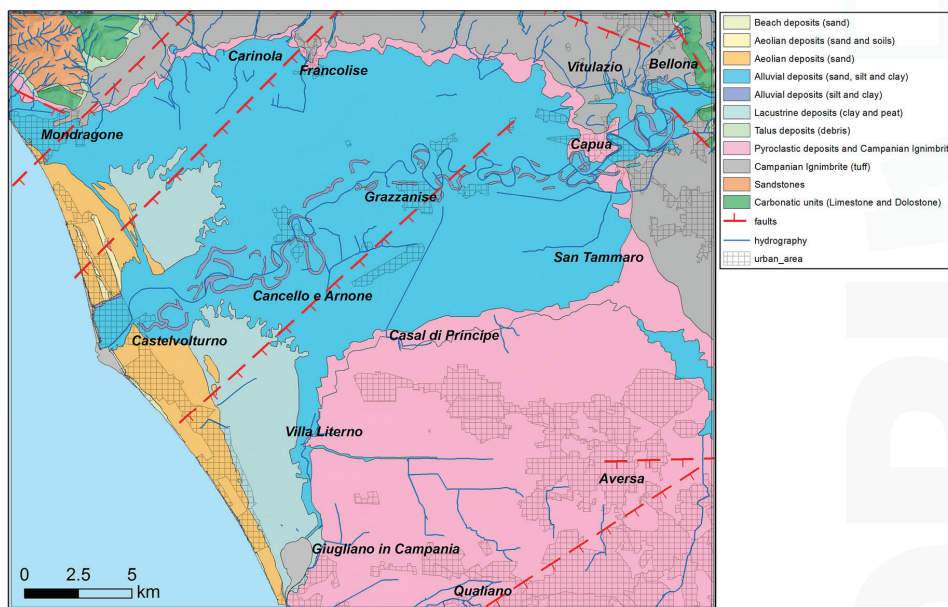 Carinola
Francolise
Vitulazio
Bellona
Mondragone
Capua
Grazzanise
San Tammaro
Cancello e Arnone
Castelvolturno
Casal di Príncipe
Villa Literno
Aversa
Giugliano in Campania
Qualiano
0 2.5 5
km
Beach deposits (sand)
Aeolian deposits (sand and soils)
Aeolian deposits (sand)
Alluvial deposits (sand, silt and clay)
Alluvial deposits (silt and clay)
Lacustrine deposits (clay and peat)
Talus deposits (debris)
Pyroclastic deposits and Campanian Ignimbrite
Campanian Ignimbrite (tuff)
Sandstones
Carbonatic units (Limestone and Dolostone)
faults
hydrography
urban_area